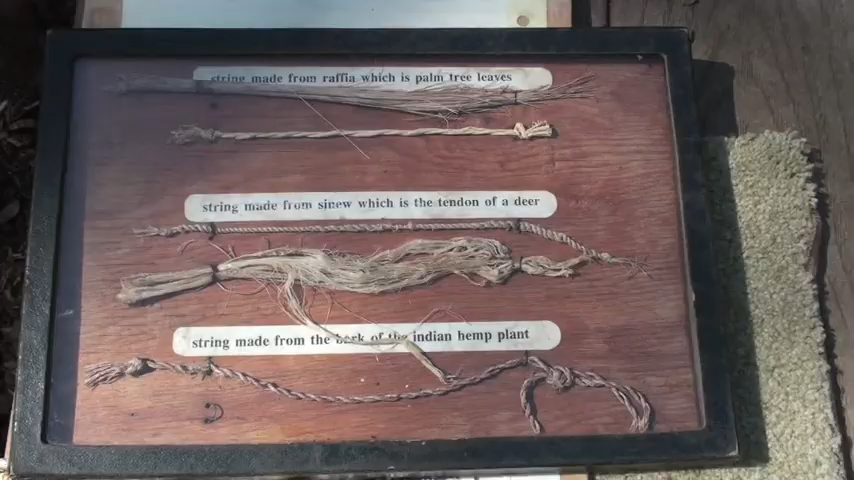 string made from raffia which is palm tree leaves
string made from sinew which is the tendon of a deer
string made from the bark of the indian hemp plant